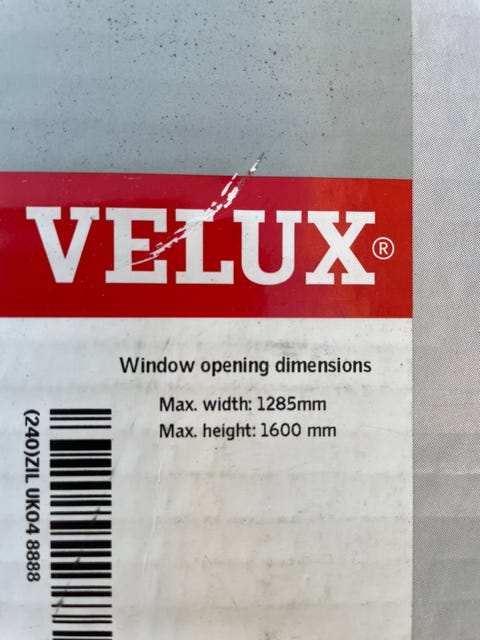 VELUX®
Window opening dimensions
Max. width: 1285mm
Max. height: 1600 mm
(240)ZIL UK04 8888